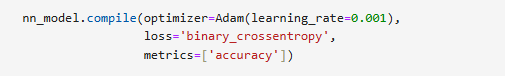 nn_model.compile(optimizer=Adam(learning_rate=0.001),
loss='binary_crossentropy',
metrics=['accuracy'])